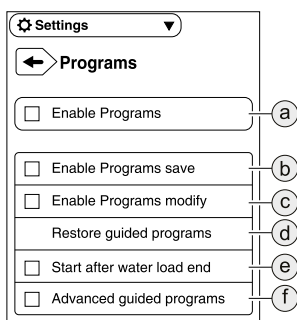 Settings
Programs
Enable Programs
a
Enable Programs save
b
Enable Programs modify
c
Restore guided programs
d
Start after water load end
e
Advanced guided programs
f